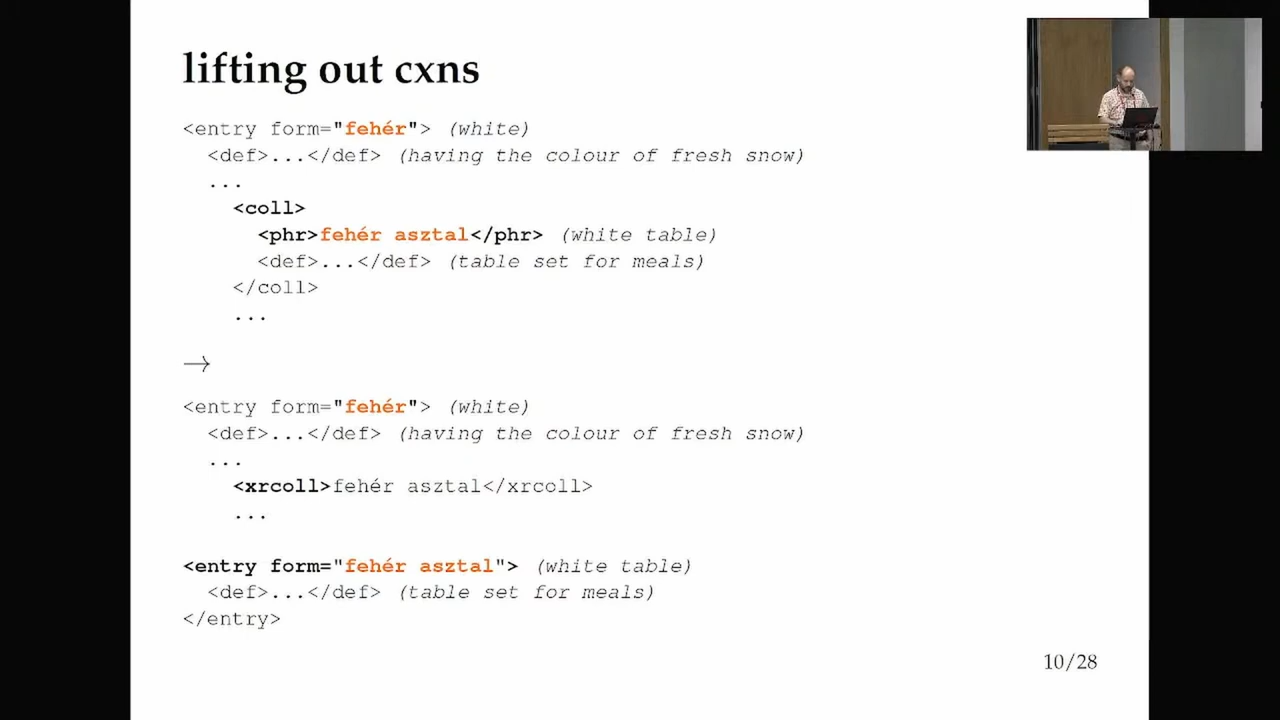 lifting out cxns
<entry form="fehér"> (white)
<def>...</def> (having the colour of fresh snow)
...
<coll>
<phr>fehér asztal</phr> (white table)
<def>...</def> (table set for meals)
</coll>
...
→
<entry form="fehér"> (white)
<def>...</def> (having the colour of fresh snow)
...
<xrcoll>fehér asztal</xrcoll>
...
<entry form="fehér asztal"> (white table)
<def>...</def> (table set for meals)
</entry>
10/28